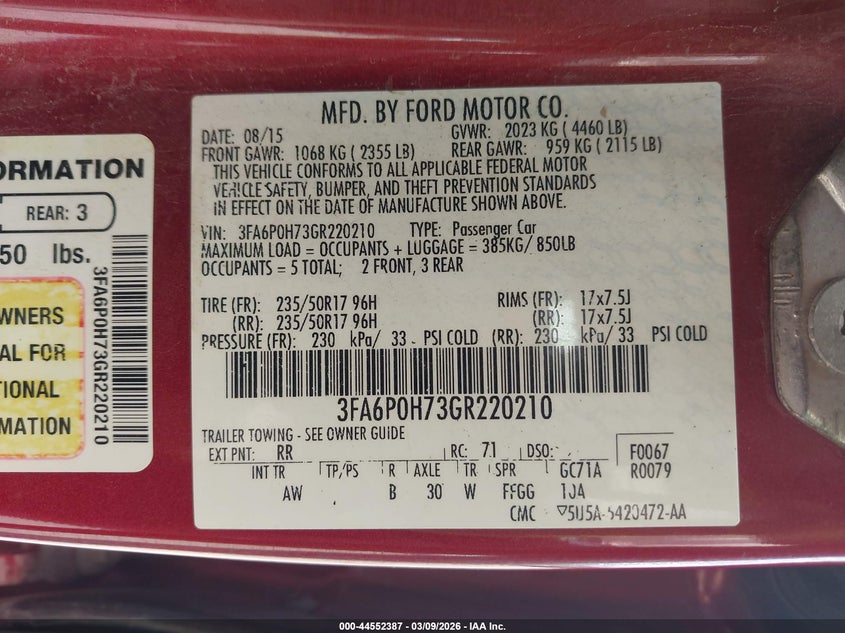 ORMATION
REAR: 3
50 lbs.
3FA6P0H73GR220210
WNERS
AL FOR
TIONAL
RMATION
MFD. BY FORD MOTOR CO.
DATE: 08/15 GVWR: 2023 KG ( 4460 LB)
FRONT GAWR: 1068 KG ( 2355 LB) REAR GAWR: 959 KG ( 2115 LB)
THIS VEHICLE CONFORMS TO ALL APPLICABLE FEDERAL MOTOR
VEHICLE SAFETY, BUMPER, AND THEFT PREVENTION STANDARDS
IN EFFECT ON THE DATE OF MANUFACTURE SHOWN ABOVE.
VIN: 3FA6P0H73GR220210 TYPE: Passenger Car
MAXIMUM LOAD = OCCUPANTS + LUGGAGE = 385KG/ 850LB
OCCUPANTS = 5 TOTAL; 2 FRONT, 3 REAR
TIRE (FR): 235/50R17 96H RIMS (FR): 17x7.5J
(RR): 235/50R17 96H (RR): 17x7.5J
PRESSURE (FR): 230 kPa/ 33 PSI COLD (RR): 230 kPa/ 33 PSI COLD
3FA6P0H73GR220210
TRAILER TOWING - SEE OWNER GUIDE
EXT PNT: RR RC: 71 DSO: F0067
INT TR TP/PS R AXLE TR SPR GC71A R0079
AW B 30 W FFGG 10A
CMC 5U5A-5420472-AA
000-44552387 - 03/09/2026 - IAA Inc.